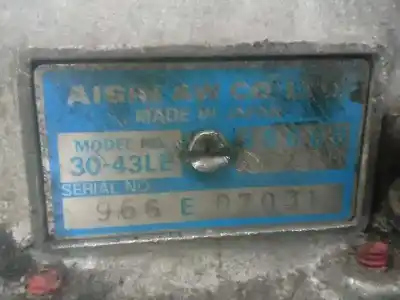 AISIN AW CO.,LTD
MADE IN JAPAN
MODEL NO.
30-43LE
SERIAL NO
966 E 07031